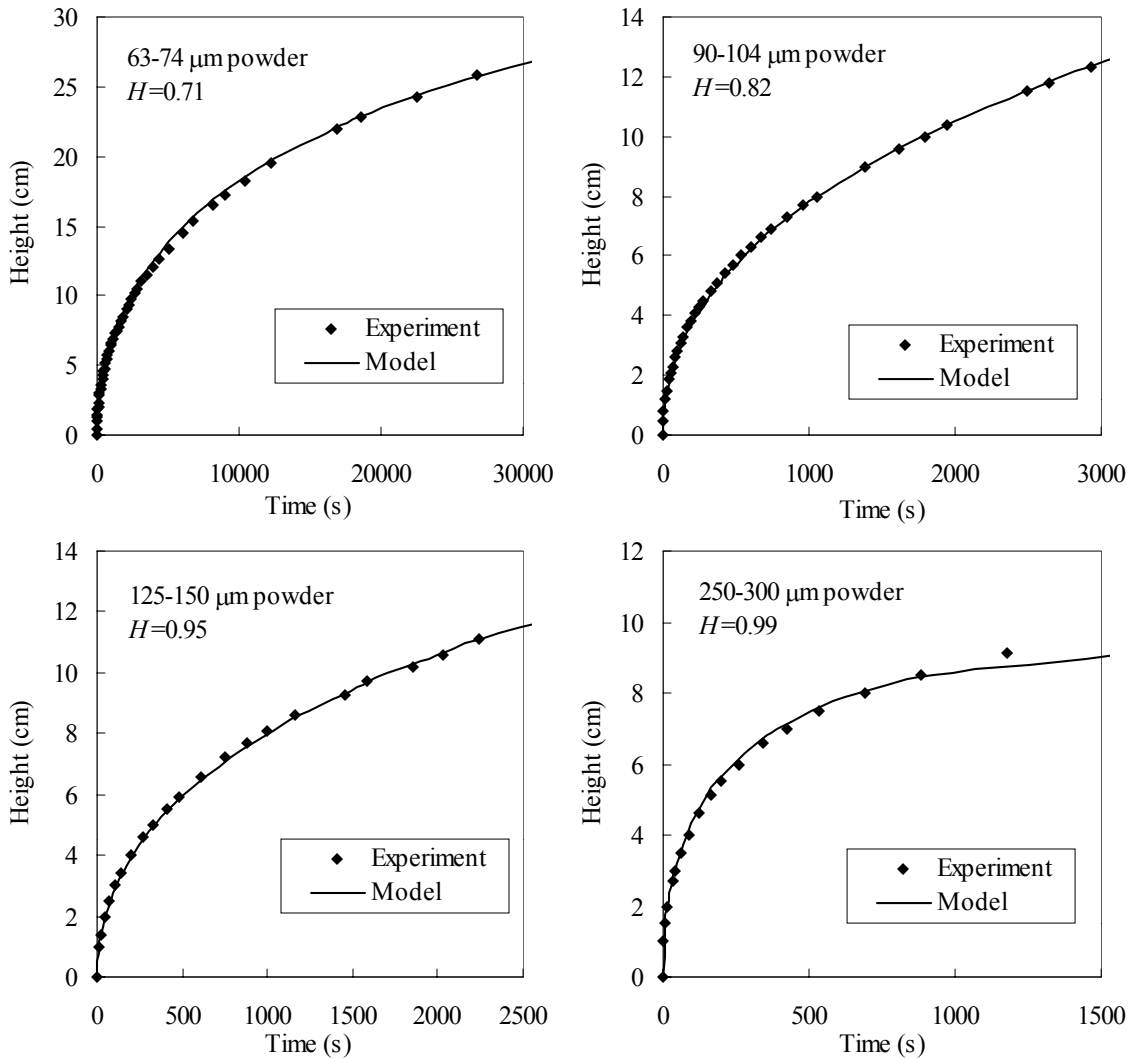 63-74 μm powder
H=0.71
Height (cm)
30
25
20
15
10
5
0
0 10000 20000 30000
Time (s)
Experiment
Model
90-104 μm powder
H=0.82
Height (cm)
14
12
10
8
6
4
2
0
0 1000 2000 3000
Time (s)
Experiment
Model
125-150 μm powder
H=0.95
Height (cm)
14
12
10
8
6
4
2
0
0 500 1000 1500 2000 2500
Time (s)
Experiment
Model
250-300 μm powder
H=0.99
Height (cm)
12
10
8
6
4
2
0
0 500 1000 1500
Time (s)
Experiment
Model